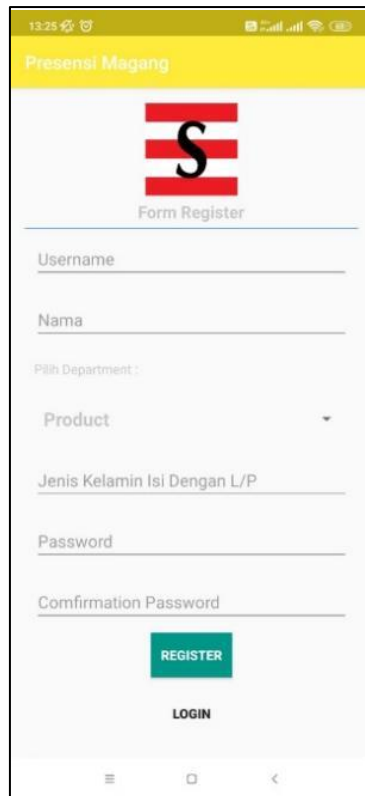 13:25
Presensi Magang
S
Form Register
Username
Nama
Pilih Department :
Product
Jenis Kelamin Isi Dengan L/P
Password
Comfirmation Password
REGISTER
LOGIN